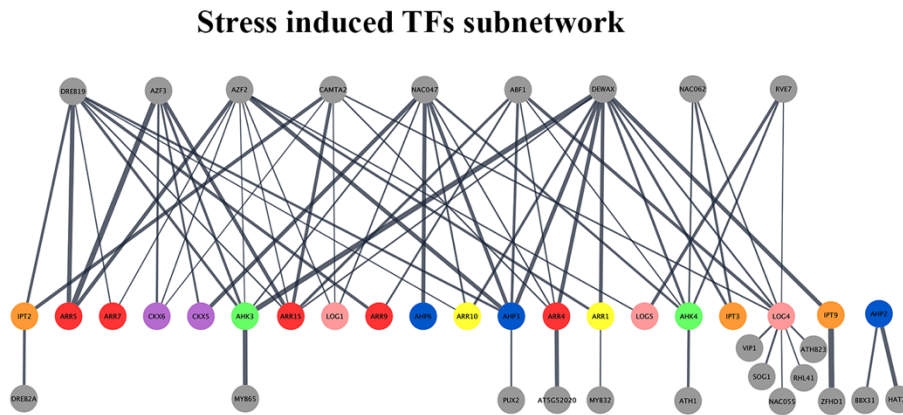 Stress induced TFs subnetwork
DREB19 AZF3 AZF2 CAMTA2 NAC047 ABF1 DEWAX NAC062 RVE7
IPT2 ARR5 ARR7 CKX6 CKX5 AHK3 ARR15 LOG1 ARR9 AHP6 ARR10 AHP3 ARR4 ARR1 LOG5 AHK4 IPT3 LOG4 IPT9 AHP2
VIP1 ATHB23
SOG1 RHL41
DREB2A MYB65 PUX2 AT5G52020 MYB32 ATH1 NAC055 ZFHD1 BBX31